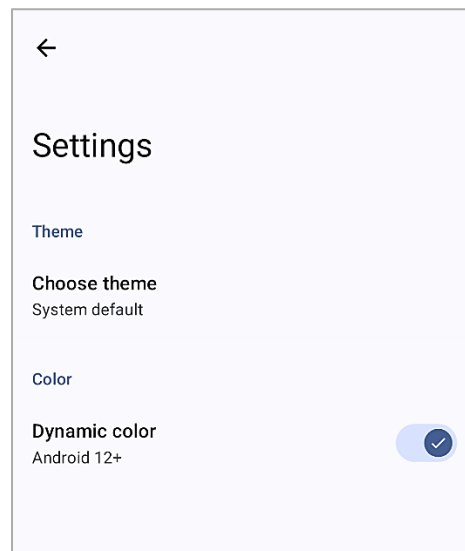 Settings
Theme
Choose theme
System default
Color
Dynamic color
Android 12+